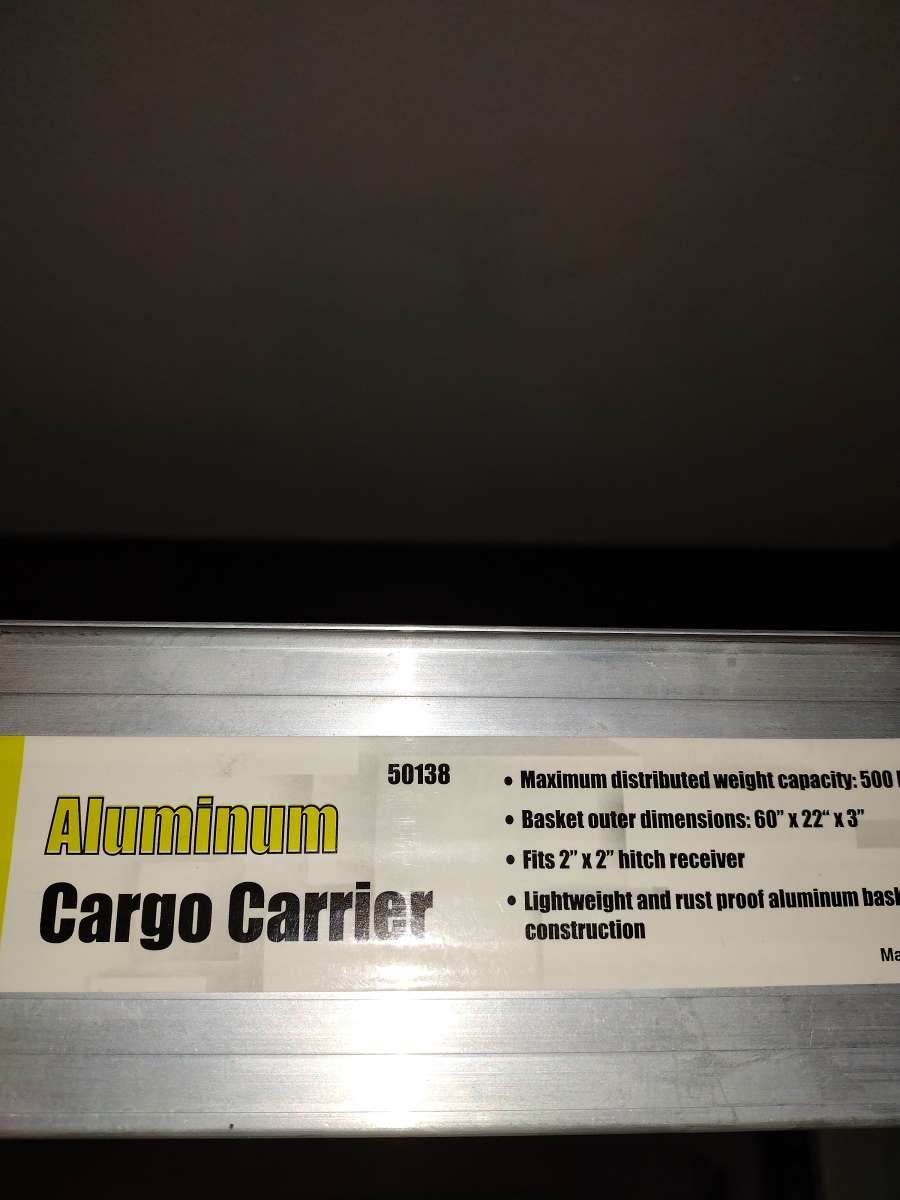 50138
Aluminum
Cargo Carrier
• Maximum distributed weight capacity: 500
• Basket outer dimensions: 60” x 22“ x 3”
• Fits 2” x 2” hitch receiver
• Lightweight and rust proof aluminum
construction